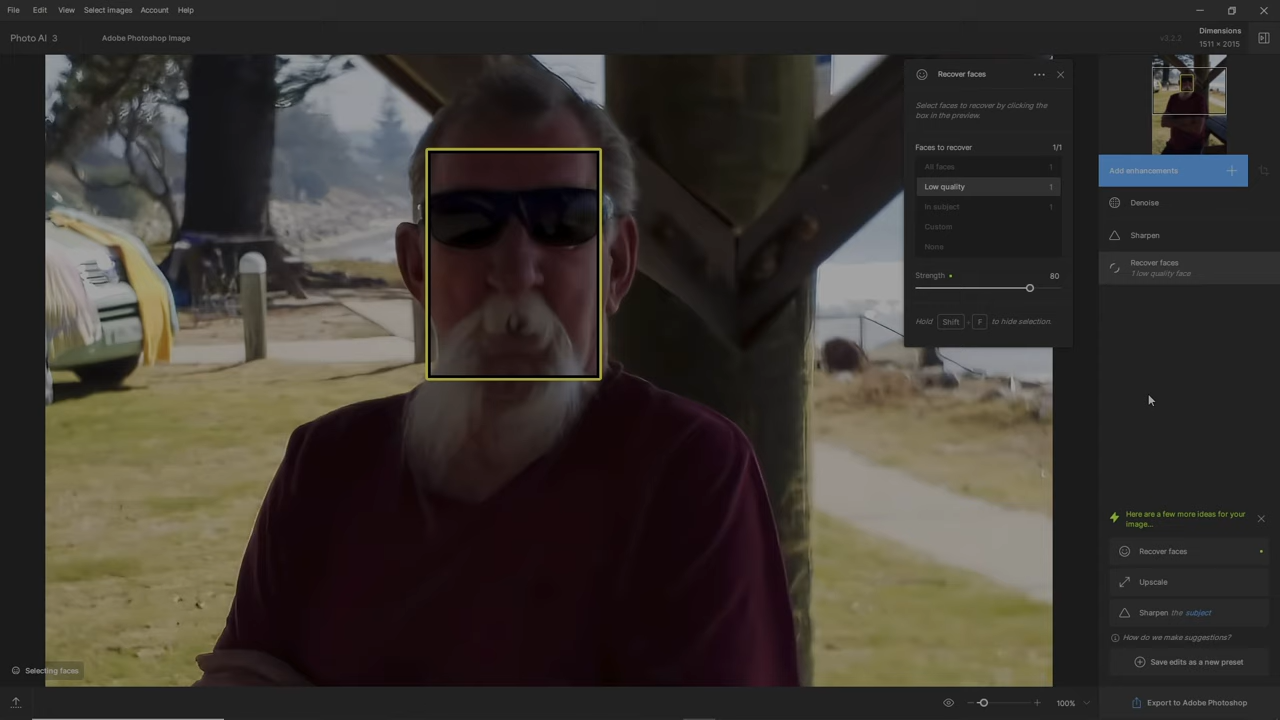 File Edit View Select images Account Help
Photo AI 3 Adobe Photoshop Image v3.2.2 Dimensions
1511 × 2015
Recover faces
Select faces to recover by clicking the
box in the preview.
Faces to recover 1/1
All faces 1
Low quality 1
In subject 1
Custom
None
Strength 80
Hold Shift + F to hide selection.
Add enhancements
Denoise
Sharpen
Recover faces
1 low quality face
Here are a few more ideas for your
image...
Recover faces
Upscale
Sharpen the subject
How do we make suggestions?
Save edits as a new preset
Selecting faces
100%
Export to Adobe Photoshop